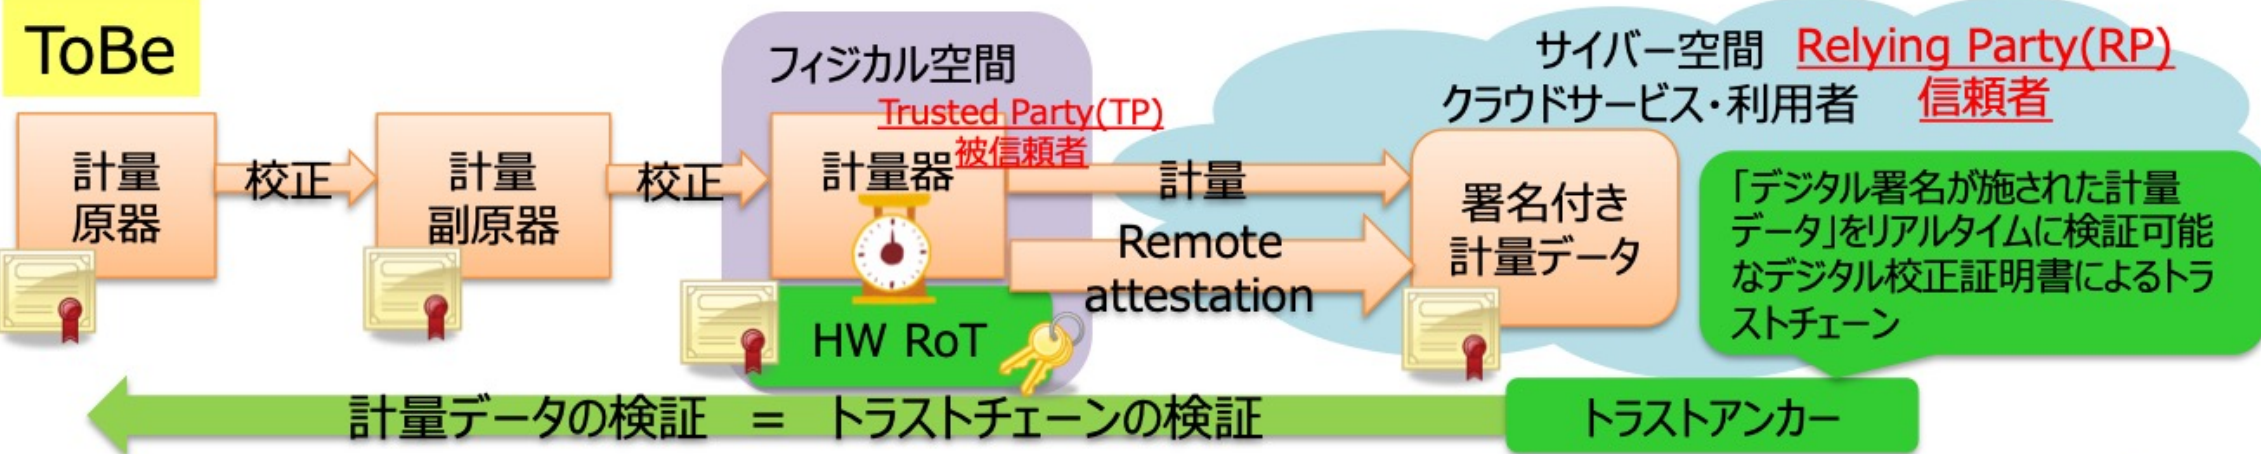 ToBe
計量
原器
校正
計量
副原器
校正
フィジカル空間
Trusted Party(TP)
被信頼者
計量器
HW RoT
計量
Remote
attestation
サイバー空間 Relying Party(RP)
クラウドサービス・利用者 信頼者
署名付き
計量データ
「デジタル署名が施された計量
データ」をリアルタイムに検証可能
なデジタル校正証明書によるトラ
ストチェーン
計量データの検証 = トラストチェーンの検証
トラストアンカー